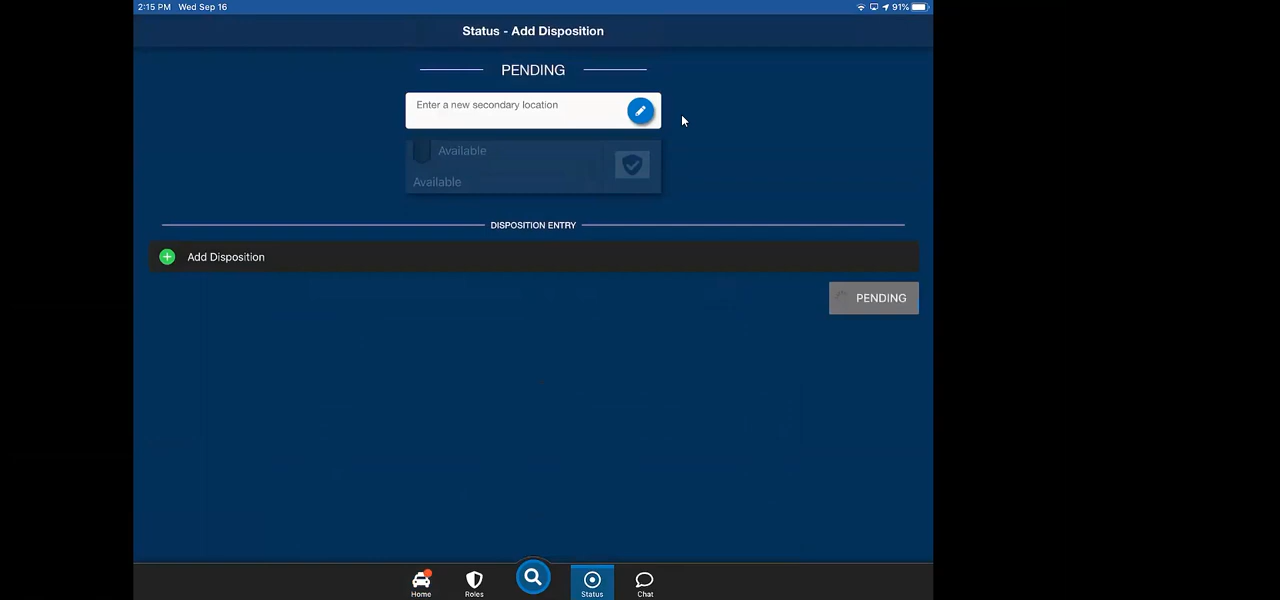 2:15 PM Wed Sep 16
91%
Status - Add Disposition
PENDING
Enter a new secondary location
Available
Available
DISPOSITION ENTRY
Add Disposition
PENDING
Home Roles Status Chat